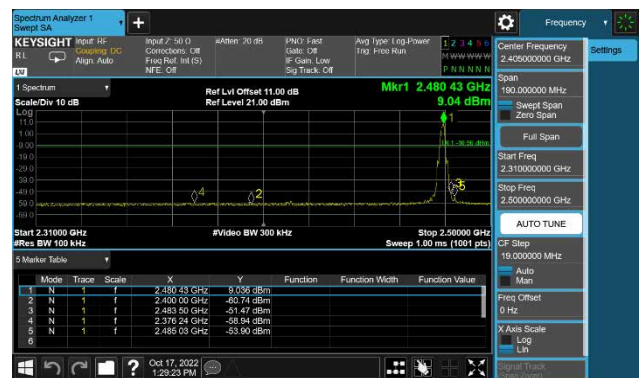 Spectrum Analyzer 1
Swept SA
Frequency
KEYSIGHT
Input: RF
Input Z: 50 Ω
#Atten: 20 dB
PNO: Fast
Avg Type: Log-Power
1 2 3 4 5 6
RL
Coupling: DC
Corrections: Off
Gate: Off
Trig: Free Run
M W W W W W
Align: Auto
Freq Ref: Int (S)
IF Gain: Low
NFE: Off
Sig Track: Off
P N N N N N
LXI
Center Frequency
2.405000000 GHz
Settings
Span
190.000000 MHz
Swept Span
Zero Span
Full Span
Start Freq
2.310000000 GHz
Stop Freq
2.500000000 GHz
AUTO TUNE
CF Step
19.000000 MHz
Auto
Man
Freq Offset
0 Hz
X Axis Scale
Log
Lin
Signal Track
(Span Zoom)
1 Spectrum
Ref Lvl Offset 11.00 dB
Mkr1 2.480 43 GHz
Scale/Div 10 dB
Ref Level 21.00 dBm
9.04 dBm
Log
11.0
1.00
-9.00
-19.0
-29.0
-39.0
-49.0
-59.0
-69.0
1
4
2
3
5
Start 2.31000 GHz
#Video BW 300 kHz
Stop 2.50000 GHz
#Res BW 100 kHz
Sweep 1.00 ms (1001 pts)
5 Marker Table
Mode Trace Scale X Y Function Function Width Function Value
1 N 1 f 2.480 43 GHz 9.036 dBm
2 N 1 f 2.400 00 GHz -60.74 dBm
3 N 1 f 2.483 50 GHz -51.47 dBm
4 N 1 f 2.376 24 GHz -58.94 dBm
5 N 1 f 2.485 03 GHz -53.90 dBm
6
?
Oct 17, 2022
1:29:23 PM